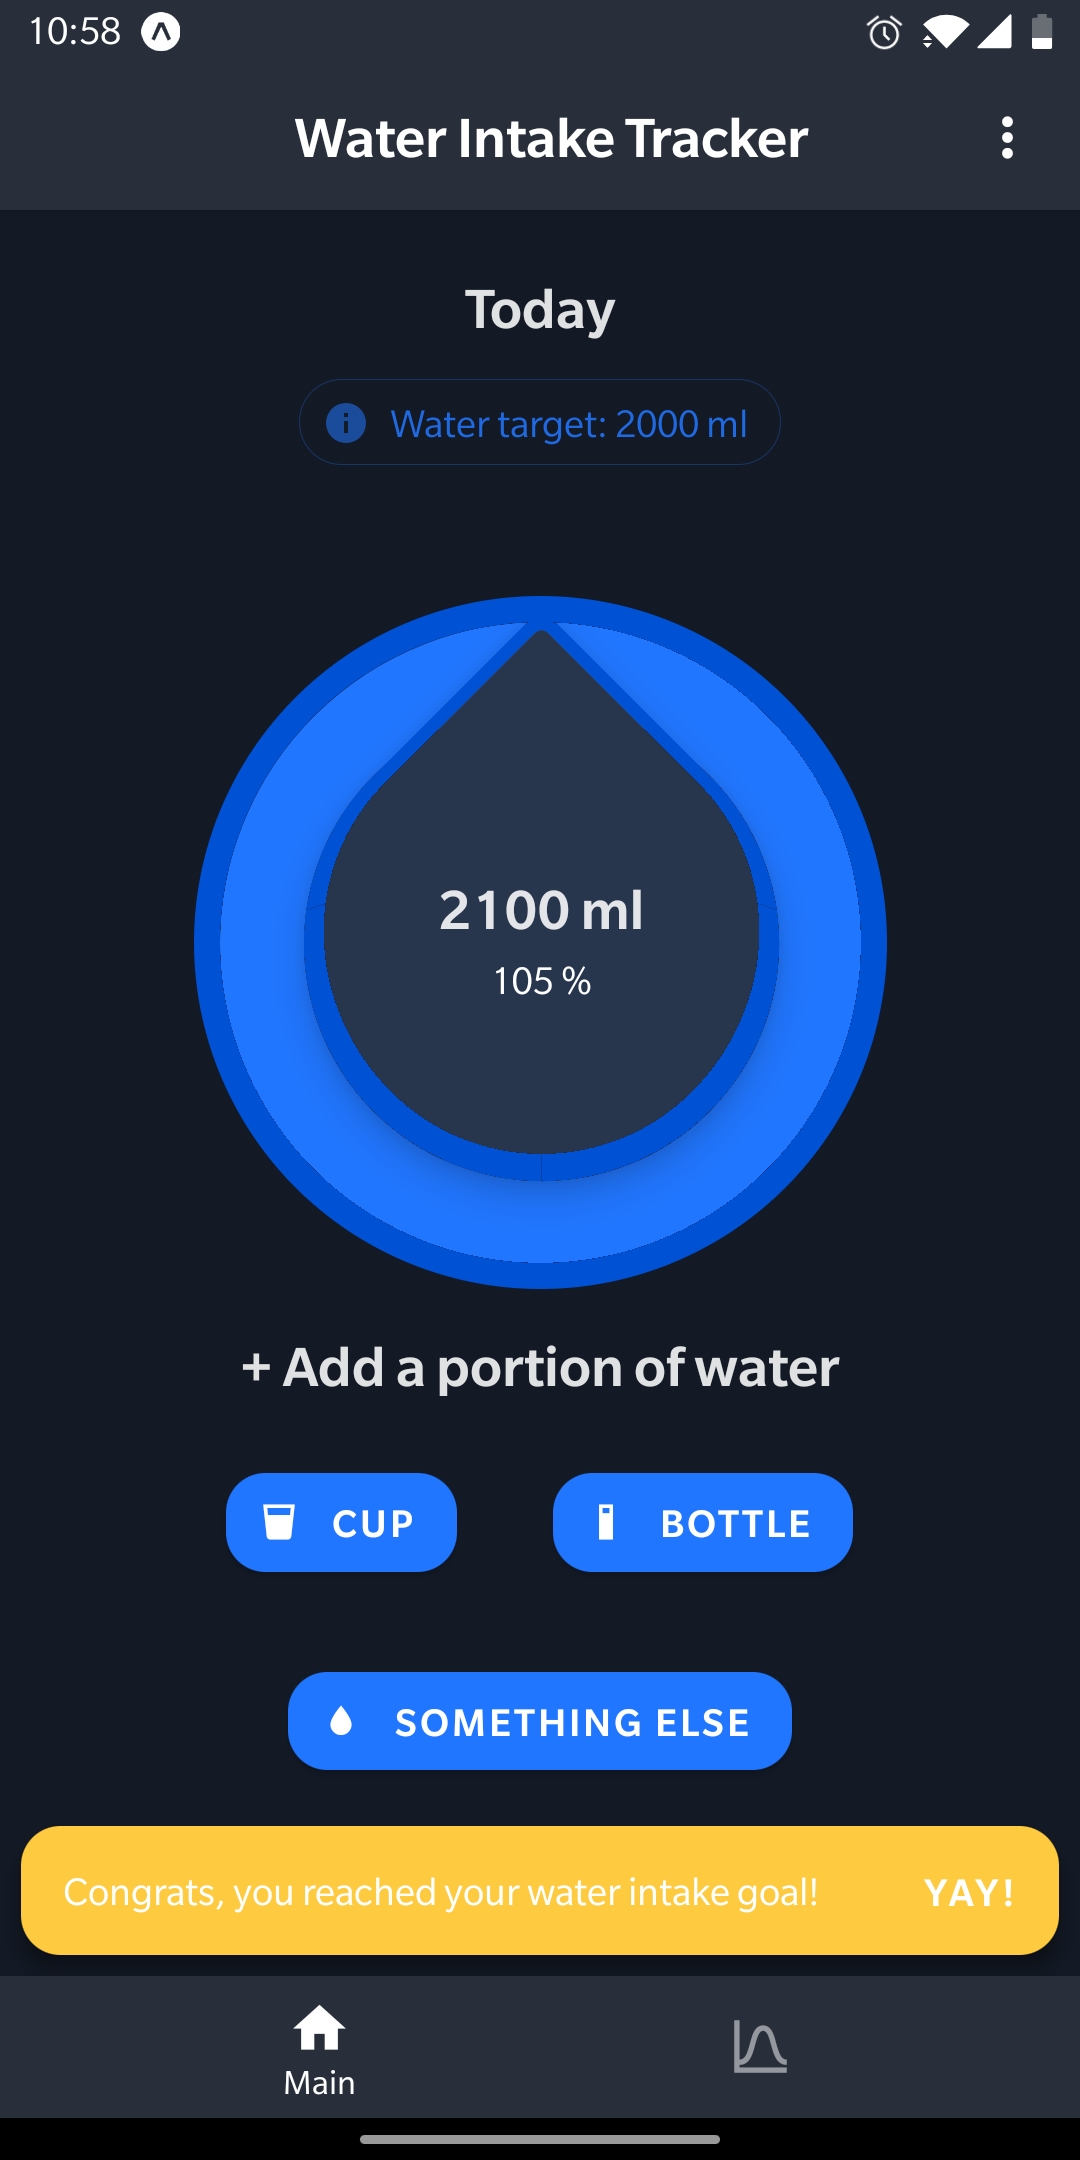 10:58
Water Intake Tracker
Today
Water target: 2000 ml
2100 ml
105 %
+ Add a portion of water
CUP
BOTTLE
SOMETHING ELSE
Congrats, you reached your water intake goal!
YAY!
Main